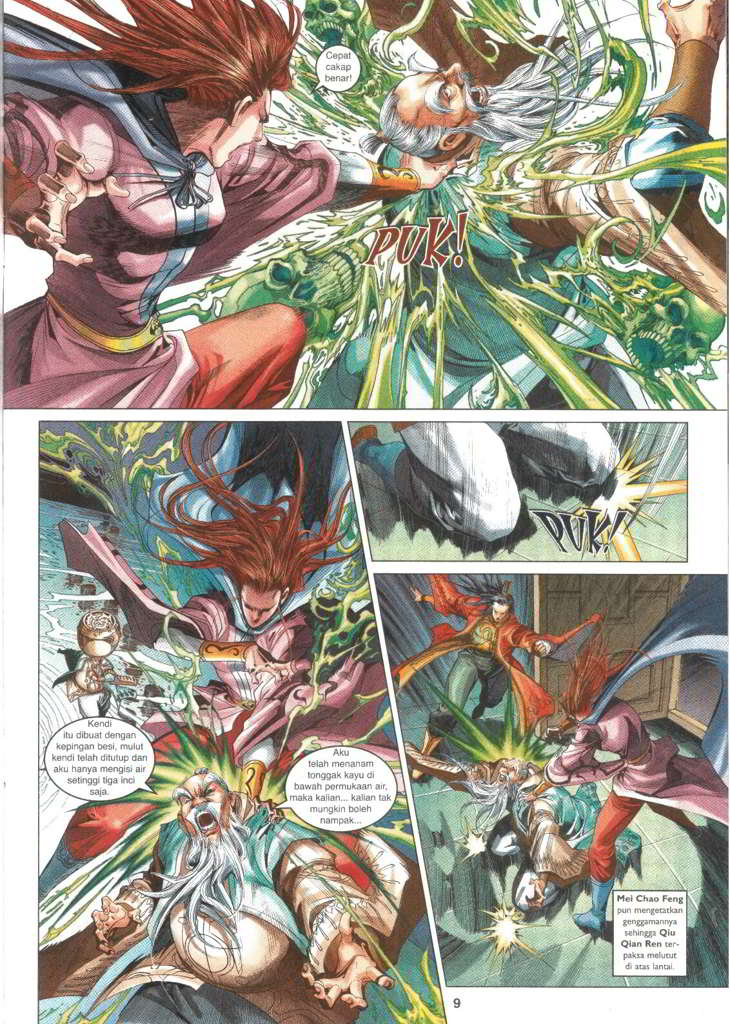 Cepat
cakap
benar!
PUK!
PUK!
Kendi
itu dibuat dengan
kepingan besi, mulut
kendi telah ditutup dan
aku hanya mengisi air
setinggi tiga inci
saja.
Aku
telah menanam
tonggak kayu di
bawah permukaan air,
maka kalian... kalian tak
mungkin boleh
nampak...
Mei Chao Feng
pun mengetatkan
genggamannya
sehingga Qiu
Qian Ren ter-
paksa melutut
di atas lantai.
9